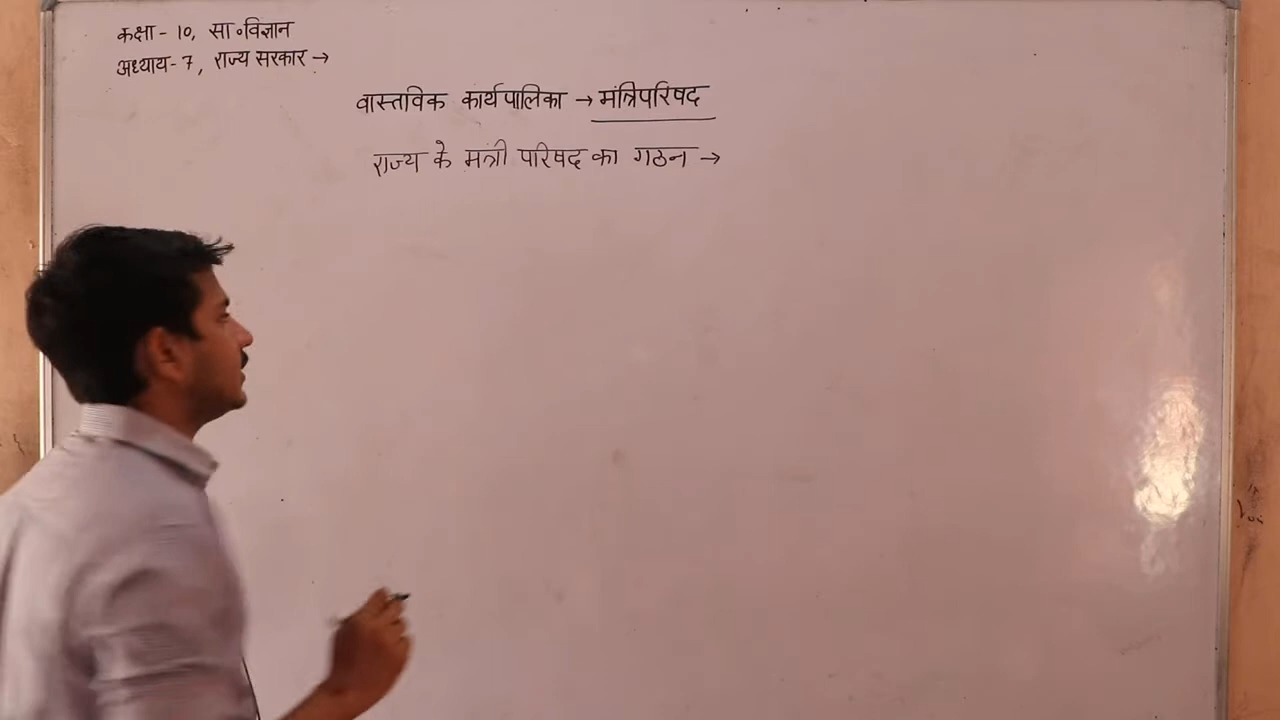 कक्षा - 10, सा॰विज्ञान
अध्याय - 7, राज्य सरकार →
वास्तविक कार्यपालिका → मंत्रिपरिषद
राज्य के मंत्री परिषद का गठन →